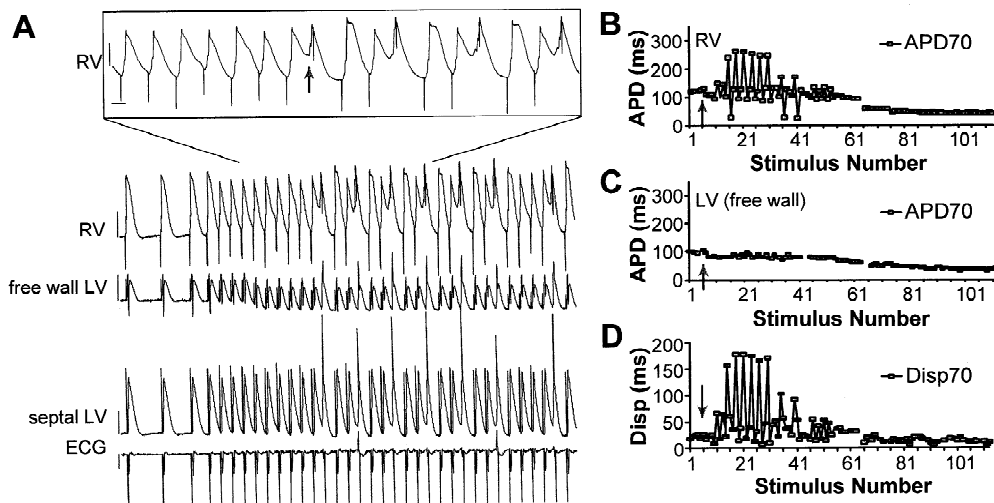 A
RV
RV
free wall LV
septal LV
ECG
B
RV
APD70
APD (ms)
300
200
100
0
1
21
41
61
81
101
Stimulus Number
C
LV (free wall)
APD70
APD (ms)
300
200
100
0
1
21
41
61
81
101
Stimulus Number
D
Disp70
Disp (ms)
200
150
100
50
0
1
21
41
61
81
101
Stimulus Number